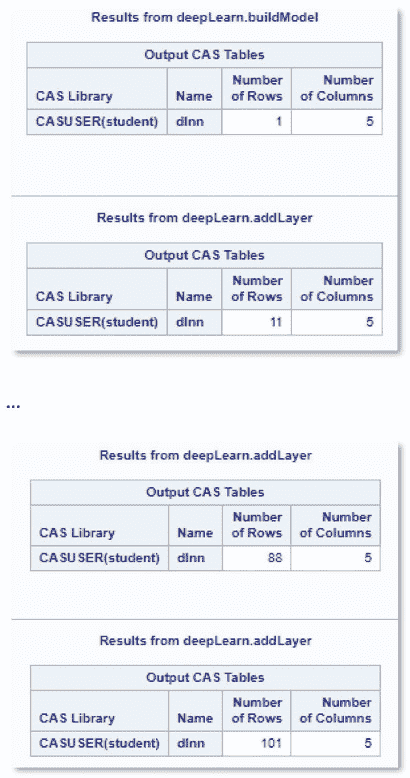 Results from deepLearn.buildModel
Output CAS Tables
CAS Library Name Number of Rows Number of Columns
CASUSER(student) dlnn 1 5
Results from deepLearn.addLayer
Output CAS Tables
CAS Library Name Number of Rows Number of Columns
CASUSER(student) dlnn 11 5
...
Results from deepLearn.addLayer
Output CAS Tables
CAS Library Name Number of Rows Number of Columns
CASUSER(student) dlnn 88 5
Results from deepLearn.addLayer
Output CAS Tables
CAS Library Name Number of Rows Number of Columns
CASUSER(student) dlnn 101 5